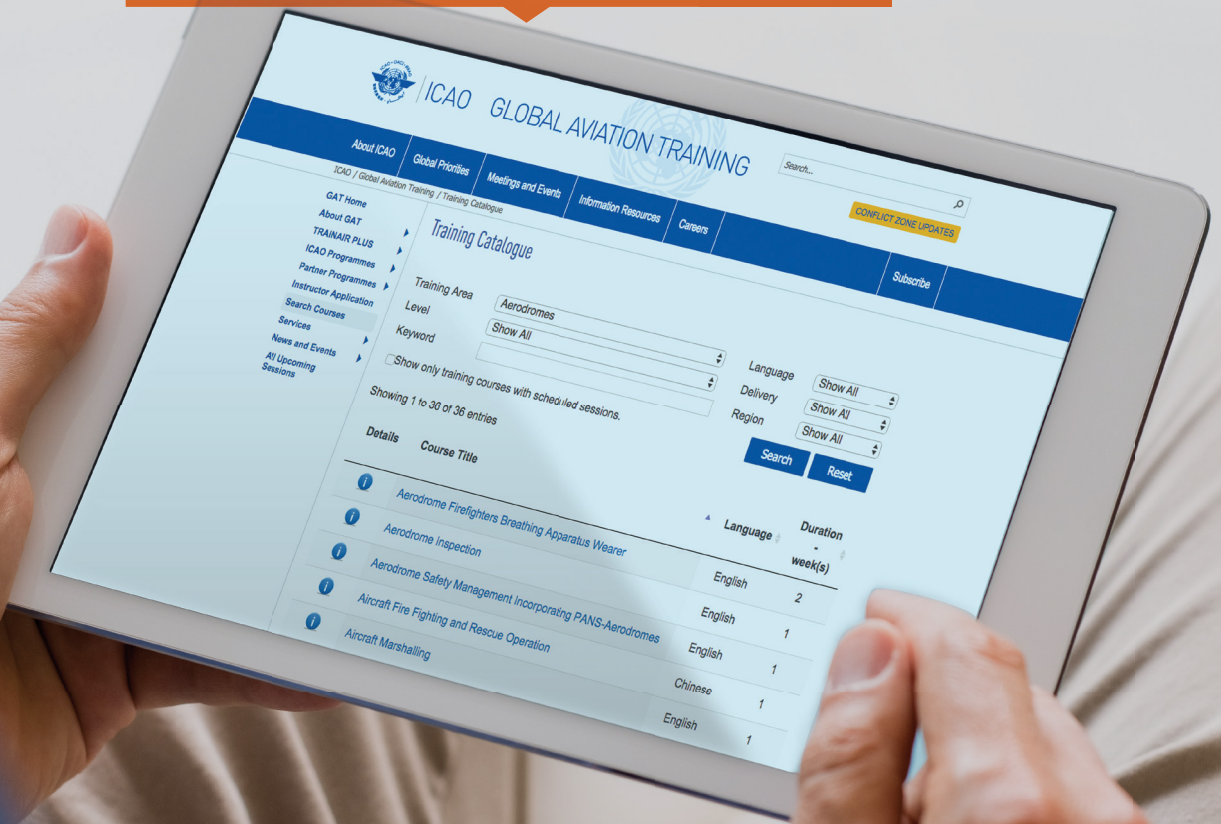 ICAO GLOBAL AVIATION TRAINING
Search...
CONFLICT ZONE UPDATES
About ICAO
Global Priorities
Meetings and Events
Information Resources
Careers
Subscribe
ICAO / Global Aviation Training / Training Catalogue
GAT Home
About GAT
TRAINAIR PLUS
ICAO Programmes
Partner Programmes
Instructor Application
Search Courses
Services
News and Events
All Upcoming
Sessions
Training Catalogue
Training Area Aerodromes
Level Show All
Keyword
Language Show All
Delivery Show All
Region Show All
Show only training courses with scheduled sessions.
Search Reset
Showing 1 to 30 of 36 entries
Details Course Title Language Duration
-
week(s)
Aerodrome Firefighters Breathing Apparatus Wearer English 2
Aerodrome Inspection English 1
Aerodrome Safety Management Incorporating PANS-Aerodromes English 1
Aircraft Fire Fighting and Rescue Operation Chinese 1
Aircraft Marshalling English 1